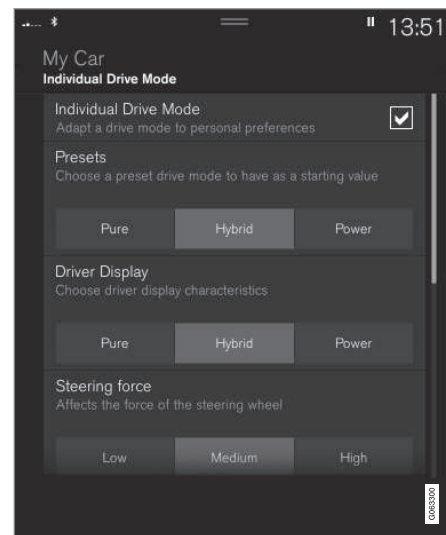 13:51
My Car
Individual Drive Mode
Individual Drive Mode
Adapt a drive mode to personal preferences
Presets
Choose a preset drive mode to have as a starting value
Pure Hybrid Power
Driver Display
Choose driver display characteristics
Pure Hybrid Power
Steering force
Affects the force of the steering wheel
Low Medium High
G063300